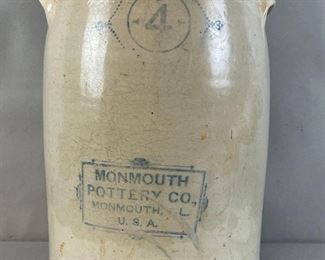 4
MONMOUTH
POTTERY CO.,
MONMOUTH, L.
U.S.A.